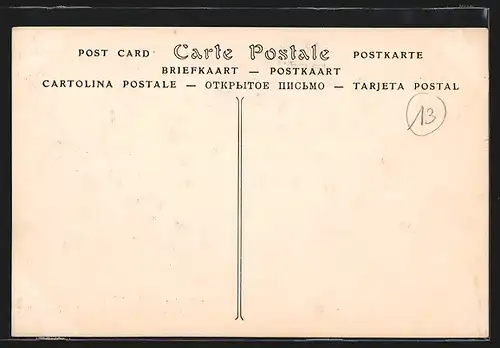 POST CARD Carte Postale POSTKARTE
BRIEFKAART — POSTKAART
CARTOLINA POSTALE — ОТКРЫТОЕ ПИСЬМО — TARJETA POSTAL
13